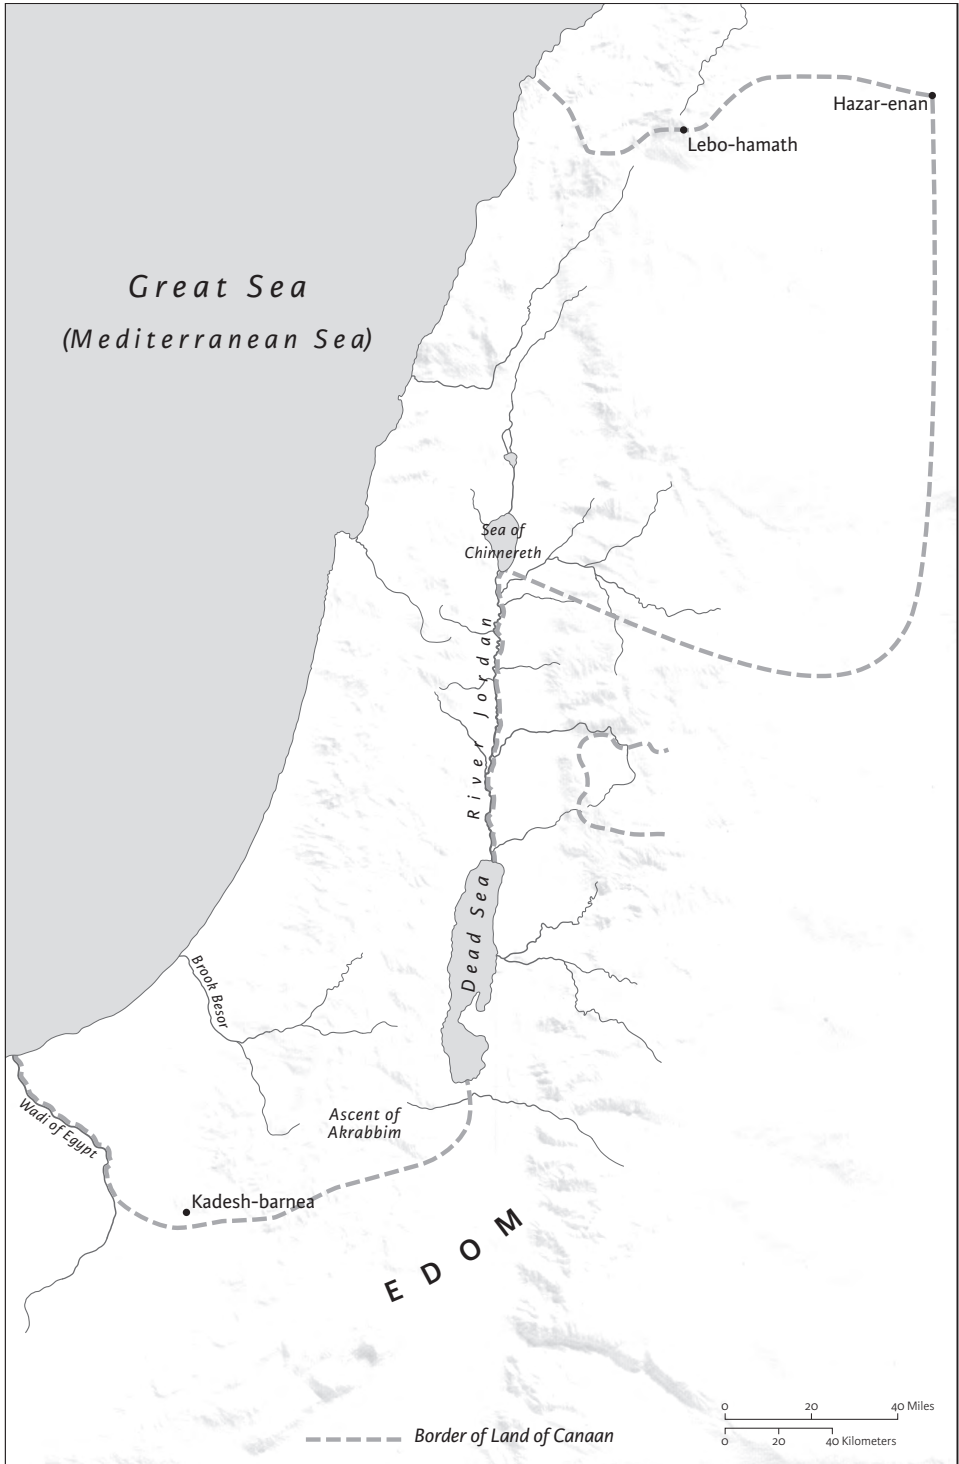 Hazar-enan
Lebo-hamath
Great Sea
(Mediterranean Sea)
Sea of
Chinnereth
River Jordan
Dead Sea
Brook Besor
Wadi of Egypt
Ascent of
Akrabbim
Kadesh-barnea
EDOM
0 20 40 Miles
0 20 40 Kilometers
Border of Land of Canaan